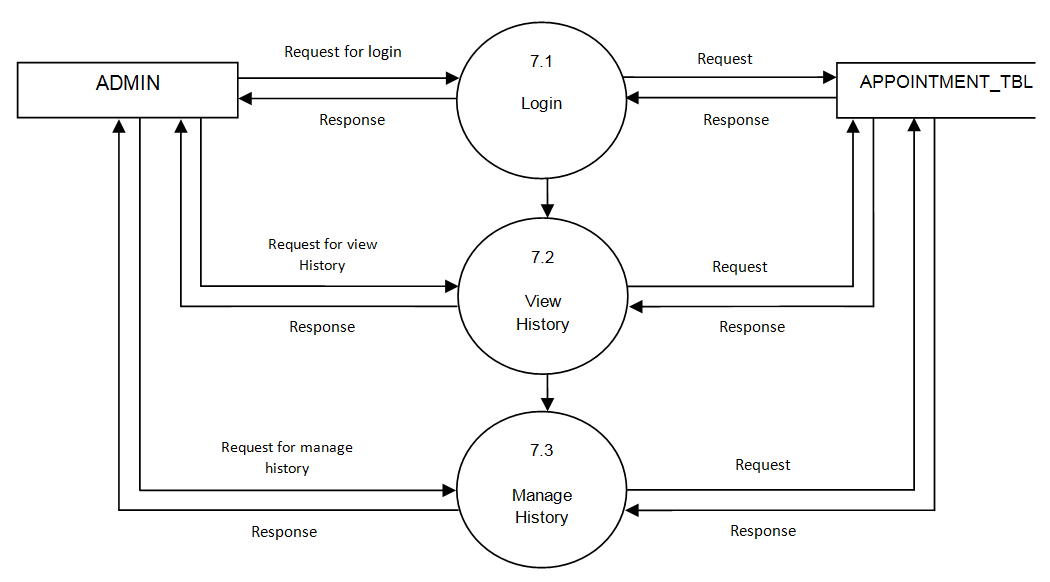 Request for login
7.1
Request
ADMIN
APPOINTMENT_TBL
Login
Response
Response
Request for view
History
7.2
Request
View
History
Response
Response
Request for manage
history
7.3
Request
Manage
History
Response
Response